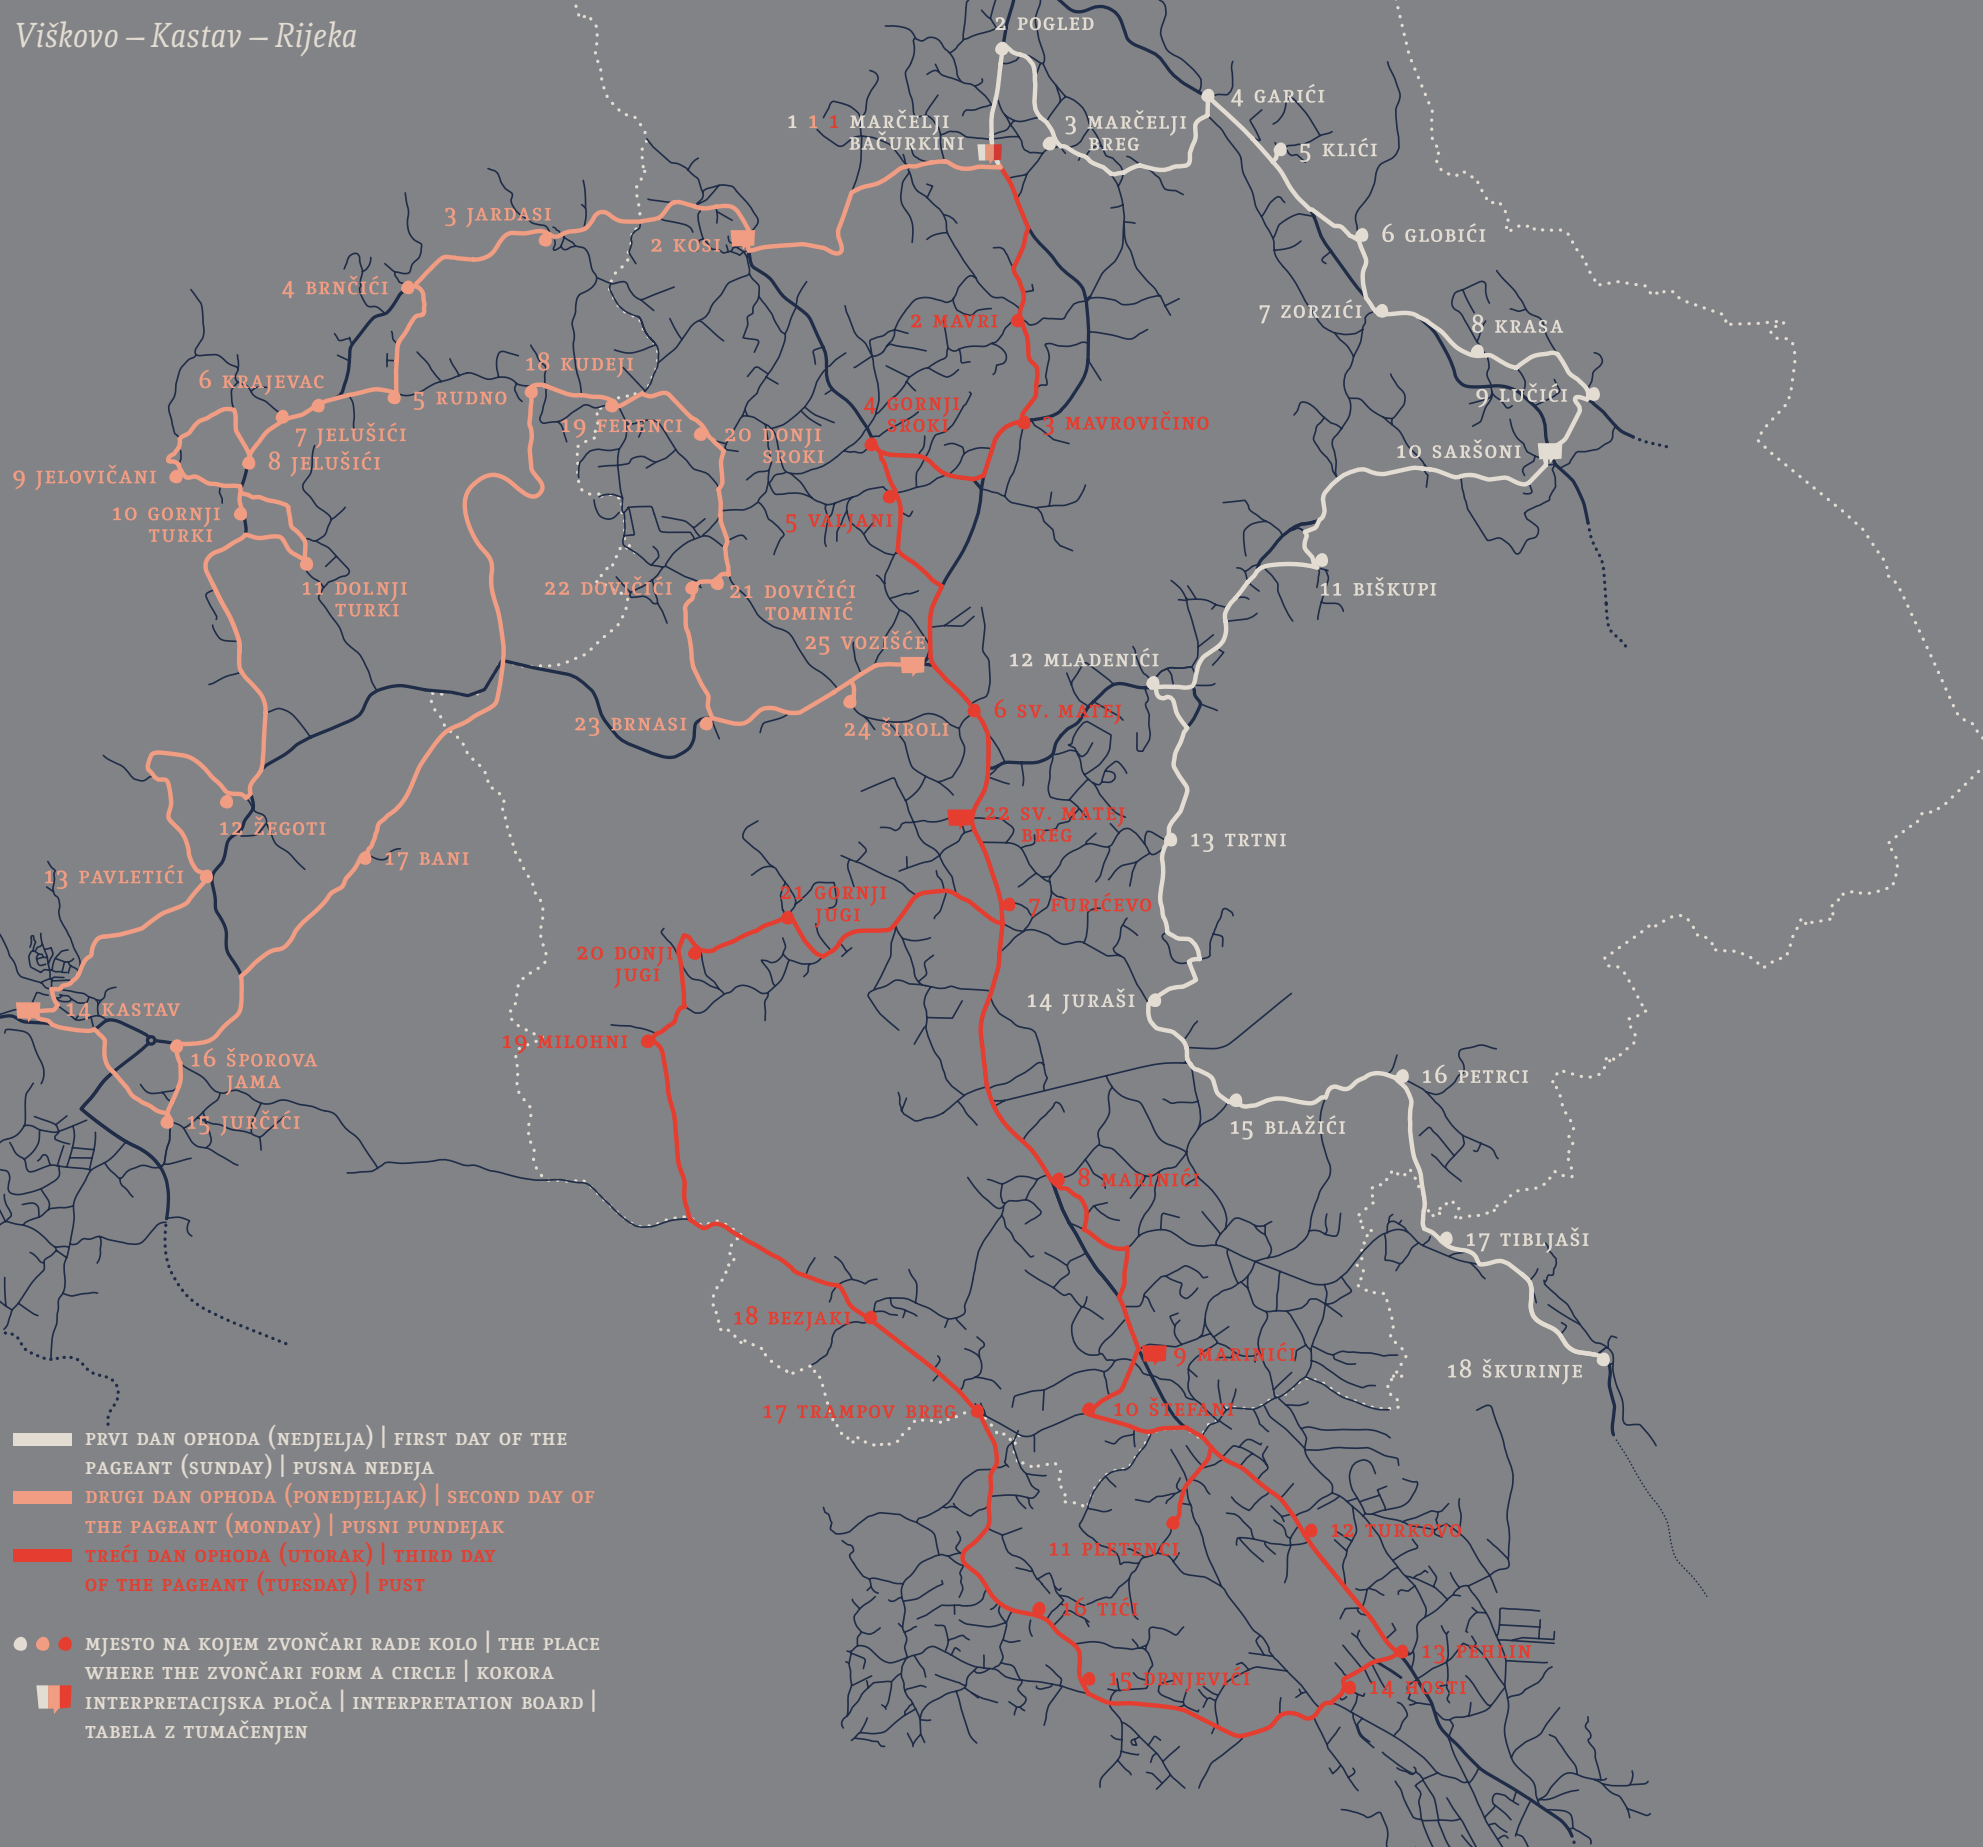 Viškovo – Kastav – Rijeka
2 POGLED
4 GARIĆI
1 1 1 MARČELJI
BAČURKINI
3 MARČELJI
BREG
5 KLIĆI
3 JARDASI
2 KOSI
6 GLOBIĆI
4 BRNČIĆI
7 ZORZIĆI
2 MAVRI
8 KRASA
18 KUDEJI
6 KRAJEVAC
5 RUDNO
9 LUČIĆI
4 GORNJI
SROKI
3 MAVROVIČINO
19 FERENCI
20 DONJI
SROKI
7 JELUŠIĆI
8 JELUŠIĆI
10 SARŠONI
9 JELOVIČANI
10 GORNJI
TURKI
5 VALJANI
11 DOLNJI
TURKI
22 DOVIČIĆI
21 DOVIČIĆI
TOMINIĆ
11 BIŠKUPI
25 VOZIŠĆE
12 MLADENIĆI
6 SV. MATEJ
23 BRNASI
24 ŠIROLI
22 SV. MATEJ
BREG
12 ŽEGOTI
13 TRTNI
17 BANI
13 PAVLETIĆI
21 GORNJI
JUGI
7 FURIĆEVO
20 DONJI
JUGI
14 JURAŠI
14 KASTAV
19 MILOHNI
16 ŠPOROVA
JAMA
16 PETRCI
15 JURČIĆI
15 BLAŽIĆI
8 MARINIĆI
17 TIBLJAŠI
18 BEZJAKI
9 MARINIĆI
18 ŠKURINJE
17 TRAMPOV BREG
10 ŠTEFANI
12 TURKOVO
11 PLETENCI
16 TIĆI
13 PEHLIN
15 DRNJEVIĆI
14 HOSTI
PRVI DAN OPHODA (NEDJELJA) | FIRST DAY OF THE
PAGEANT (SUNDAY) | PUSNA NEDEJA
DRUGI DAN OPHODA (PONEDJELJAK) | SECOND DAY OF
THE PAGEANT (MONDAY) | PUSNI PUNDEJAK
TREĆI DAN OPHODA (UTORAK) | THIRD DAY
OF THE PAGEANT (TUESDAY) | PUST
MJESTO NA KOJEM ZVONČARI RADE KOLO | THE PLACE
WHERE THE ZVONČARI FORM A CIRCLE | KOKORA
INTERPRETACIJSKA PLOČA | INTERPRETATION BOARD |
TABELA Z TUMAČENJEN